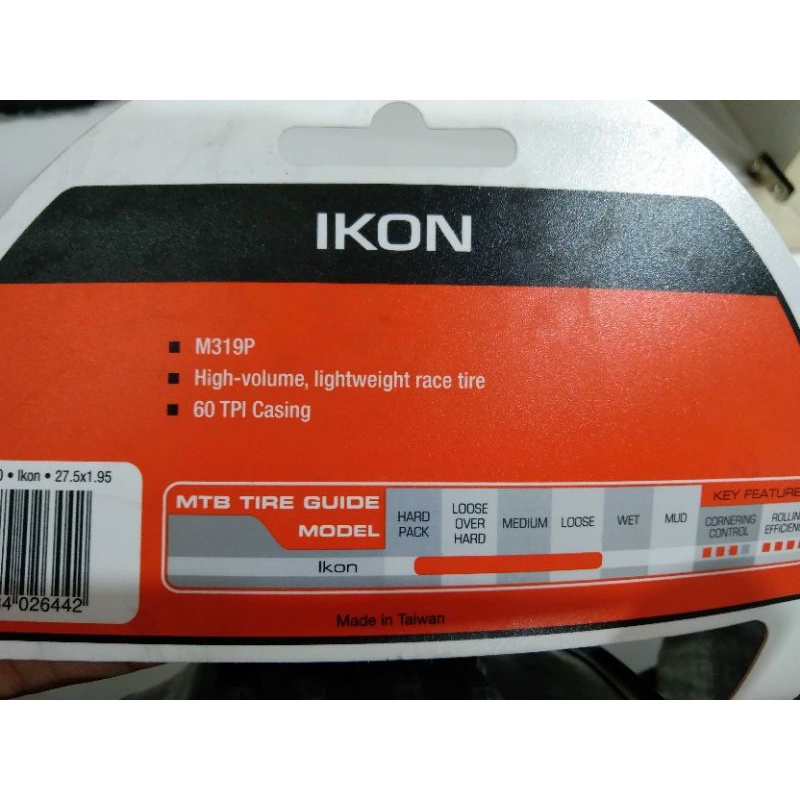 IKON
M319P
High-volume, lightweight race tire
60 TPI Casing
• Ikon • 27.5x1.95
026442
MTB TIRE GUIDE
MODEL
HARD
PACK
LOOSE
OVER
HARD
MEDIUM
LOOSE
WET
MUD
KEY FEATURE
CORNERING
CONTROL
Ikon
Made in Taiwan